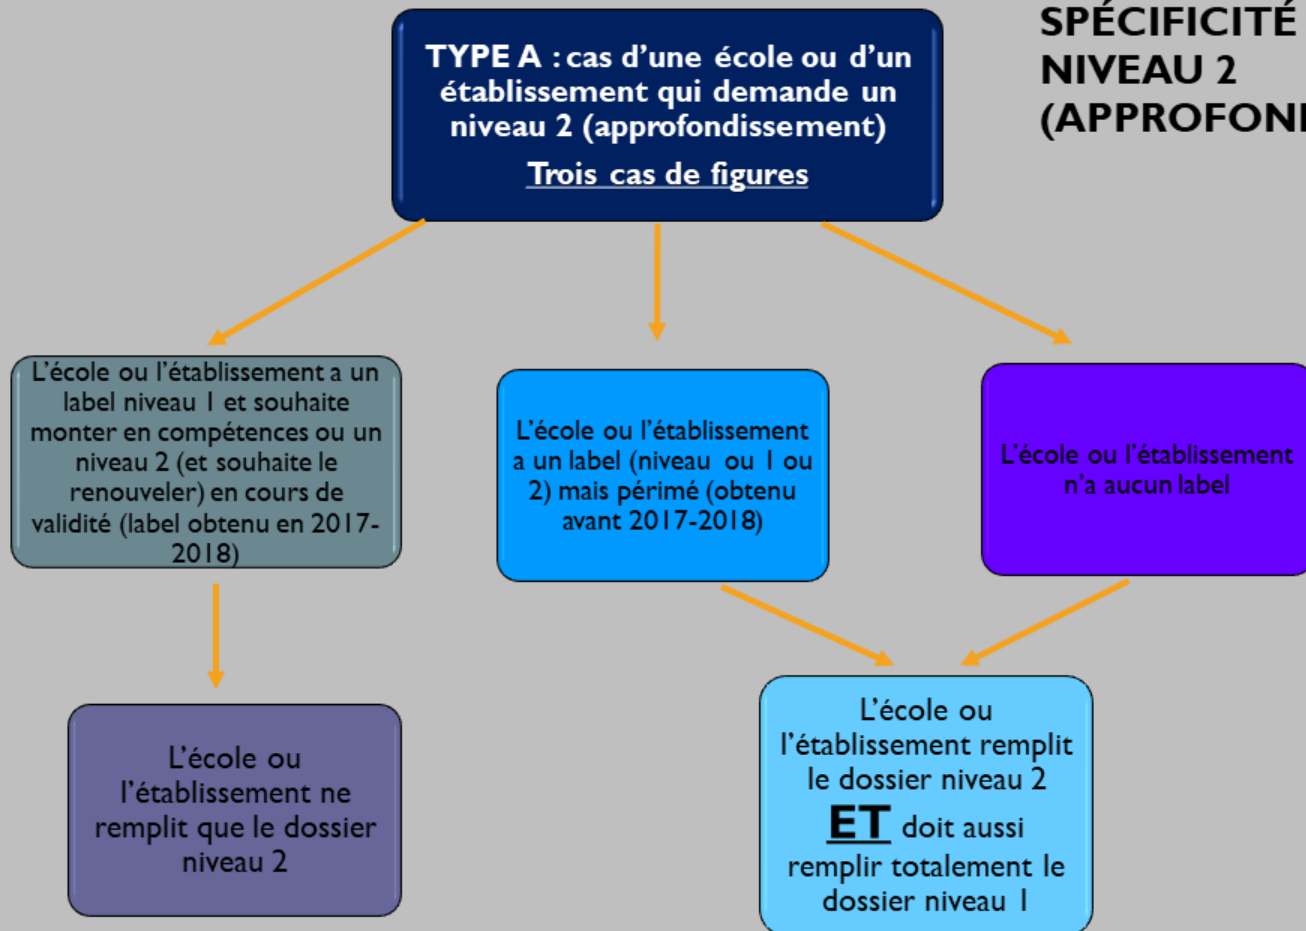 SPÉCIFICITÉ
NIVEAU 2
TYPE A : cas d'une école ou d'un
établissement qui demande un
niveau 2 (approfondissement)
Trois cas de figures
L'école ou l'établissement a un
label niveau 1 et souhaite
monter en compétences ou un
niveau 2 (et souhaite le
renouveler) en cours de
validité (label obtenu en 2017-
2018)
L'école ou l'établissement
a un label (niveau ou 1 ou
2) mais périmé (obtenu
avant 2017-2018)
L'école ou l'établissement
n'a aucun label
L'école ou
l'établissement ne
remplit que le dossier
niveau 2
L'école ou
l'établissement remplit
le dossier niveau 2
ET doit aussi
remplir totalement le
dossier niveau 1